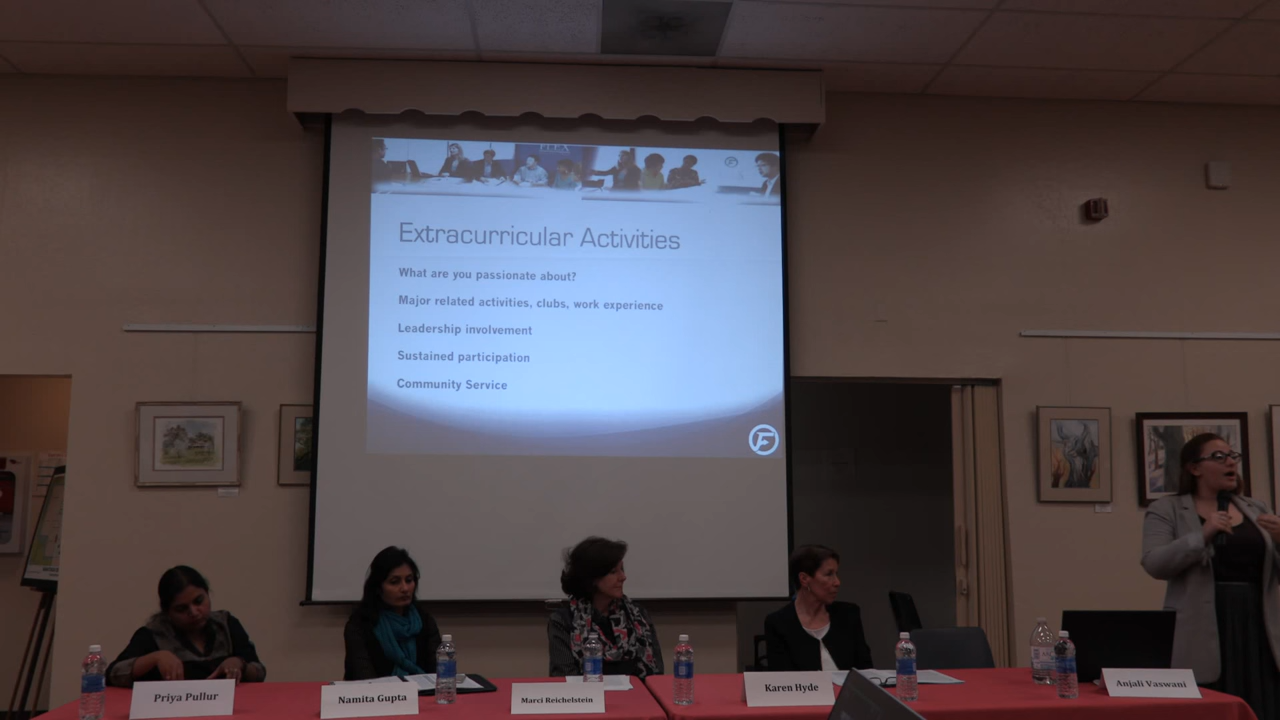 Extracurricular Activities
What are you passionate about?
Major related activities, clubs, work experience
Leadership involvement
Sustained participation
Community Service
F
Priya Pullur
Namita Gupta
Marci Reichelstein
Karen Hyde
Anjali Vaswani